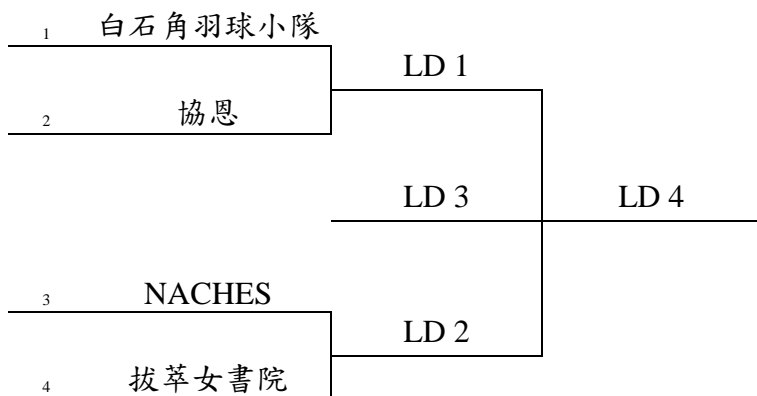 1 白石角羽球小隊
LD 1
2 協恩
LD 3 LD 4
3 NACHES
LD 2
4 拔萃女書院